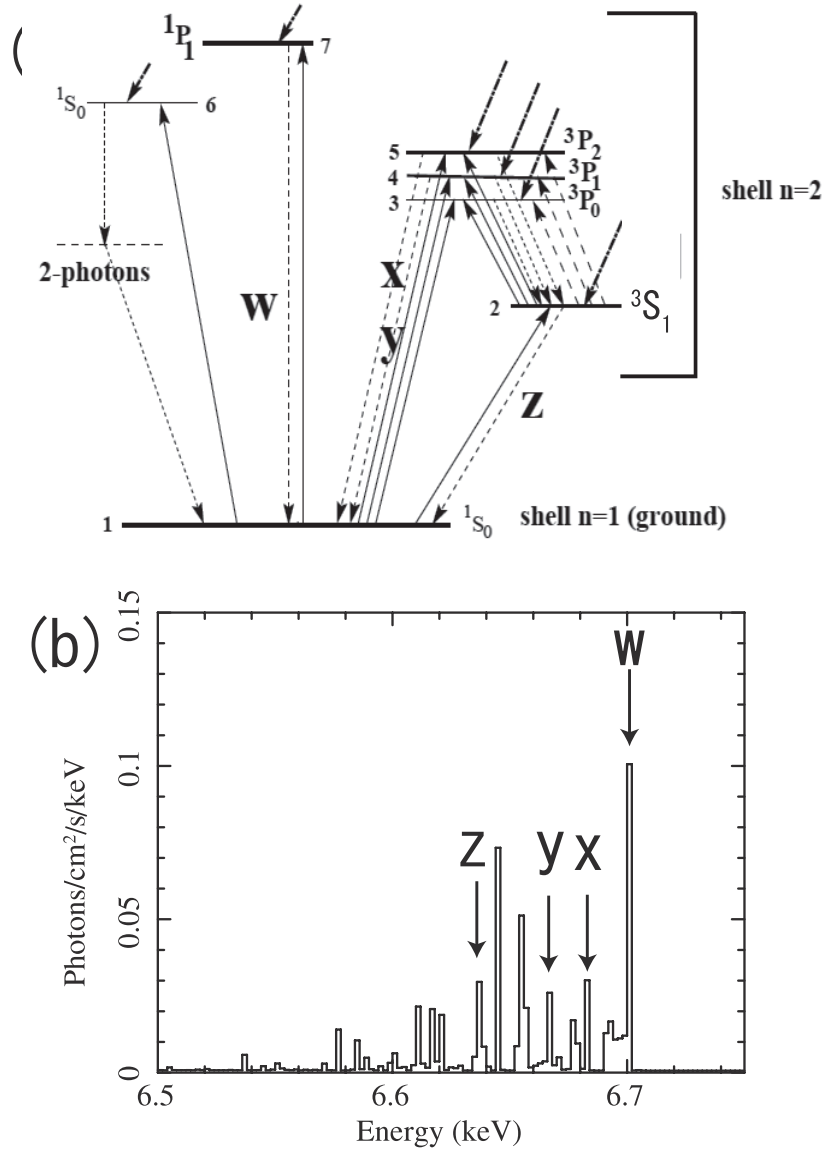 (
¹P₁
7
¹S₀
6
5
³P₂
4
³P₁
3
³P₀
shell n=2
2-photons
x
w
2
³S₁
y
z
1
¹S₀
shell n=1 (ground)
(b)
0.15
w
0.1
z
y
x
Photons/cm²/s/keV
0.05
0
6.5
6.6
6.7
Energy (keV)